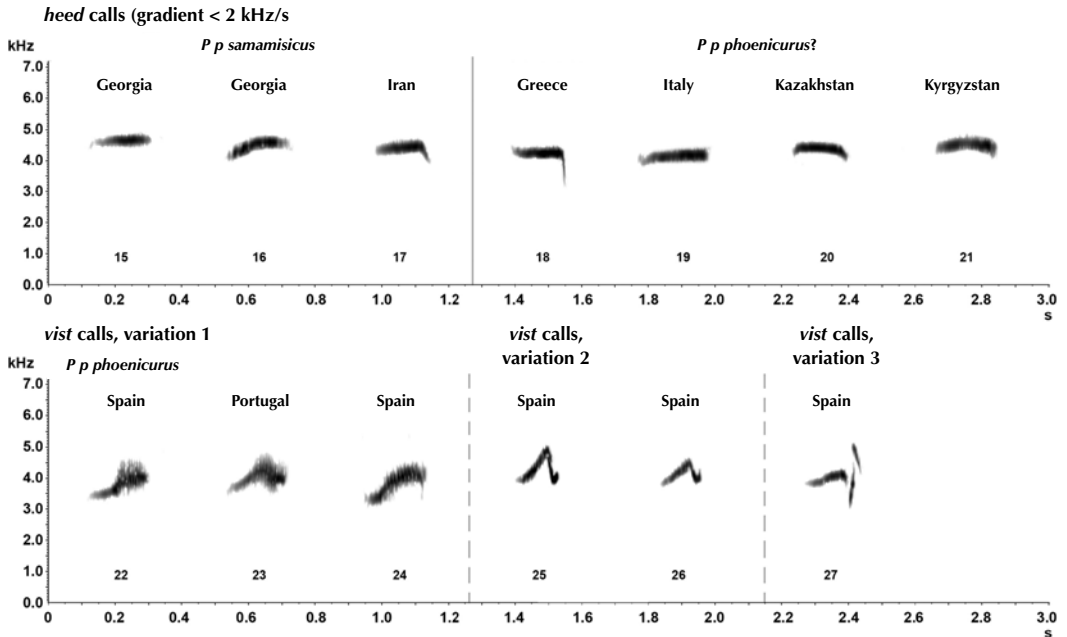 heed calls (gradient < 2 kHz/s
kHz
P p samamisicus
P p phoenicurus?
7.0
Georgia Georgia Iran Greece Italy Kazakhstan Kyrgyzstan
6.0
5.0
4.0
3.0
2.0
1.0
15 16 17 18 19 20 21
0.0
0 0.2 0.4 0.6 0.8 1.0 1.2 1.4 1.6 1.8 2.0 2.2 2.4 2.6 2.8 3.0
s
vist calls, variation 1
vist calls,
variation 2
vist calls,
variation 3
kHz
P p phoenicurus
7.0
Spain Portugal Spain Spain Spain Spain
6.0
5.0
4.0
3.0
2.0
1.0
22 23 24 25 26 27
0.0
0 0.2 0.4 0.6 0.8 1.0 1.2 1.4 1.6 1.8 2.0 2.2 2.4 2.6 2.8 3.0
s